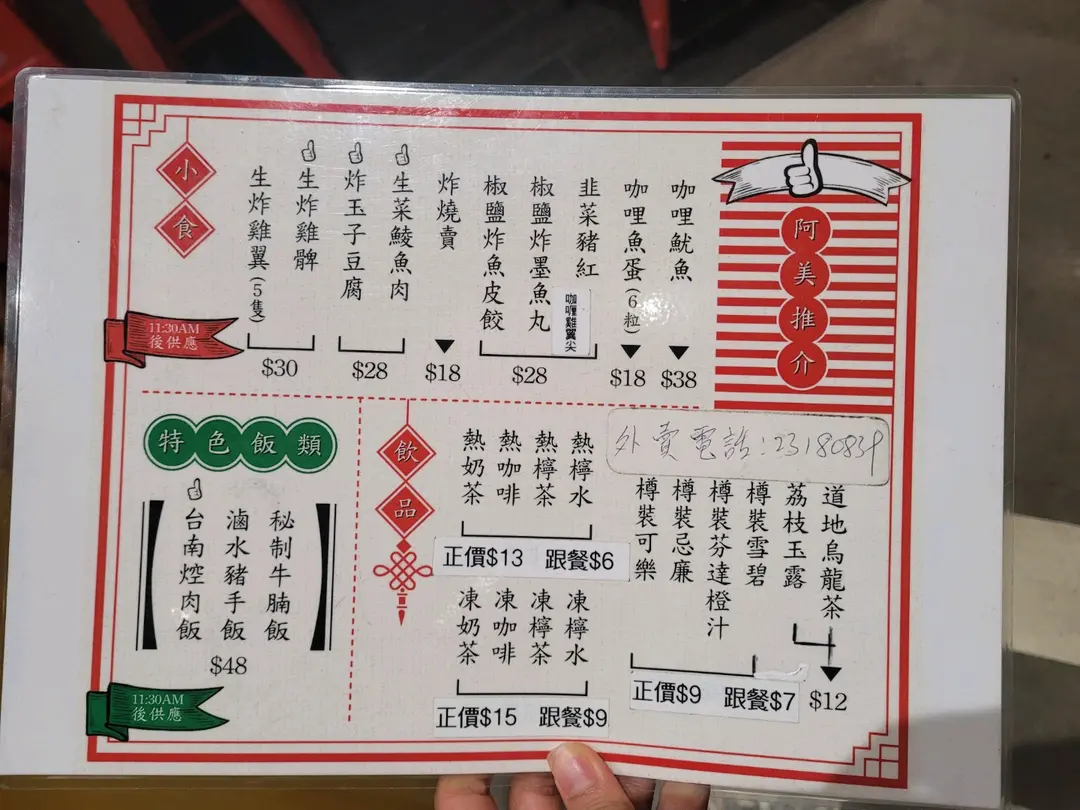 阿美推介
咖哩魷魚
$38
咖哩魚蛋(6粒)
$18
韭菜豬紅
咖喱雞翼尖
椒鹽炸墨魚丸
椒鹽炸魚皮餃
$28
炸燒賣
$18
生菜鯪魚肉
炸玉子豆腐
$28
生炸雞髀
生炸雞翼(5隻)
$30
小食
11:30AM
後供應
外賣電話:
飲品
熱檸水
熱檸茶
熱咖啡
熱奶茶
正價$13 跟餐$6
凍檸水
凍檸茶
凍咖啡
凍奶茶
正價$15 跟餐$9
道地烏龍茶
荔枝玉露
$12
樽裝雪碧
樽裝芬達橙汁
樽裝忌廉
樽裝可樂
正價$9 跟餐$7
特色飯類
秘制牛腩飯
滷水豬手飯
台南焢肉飯
$48
11:30AM
後供應